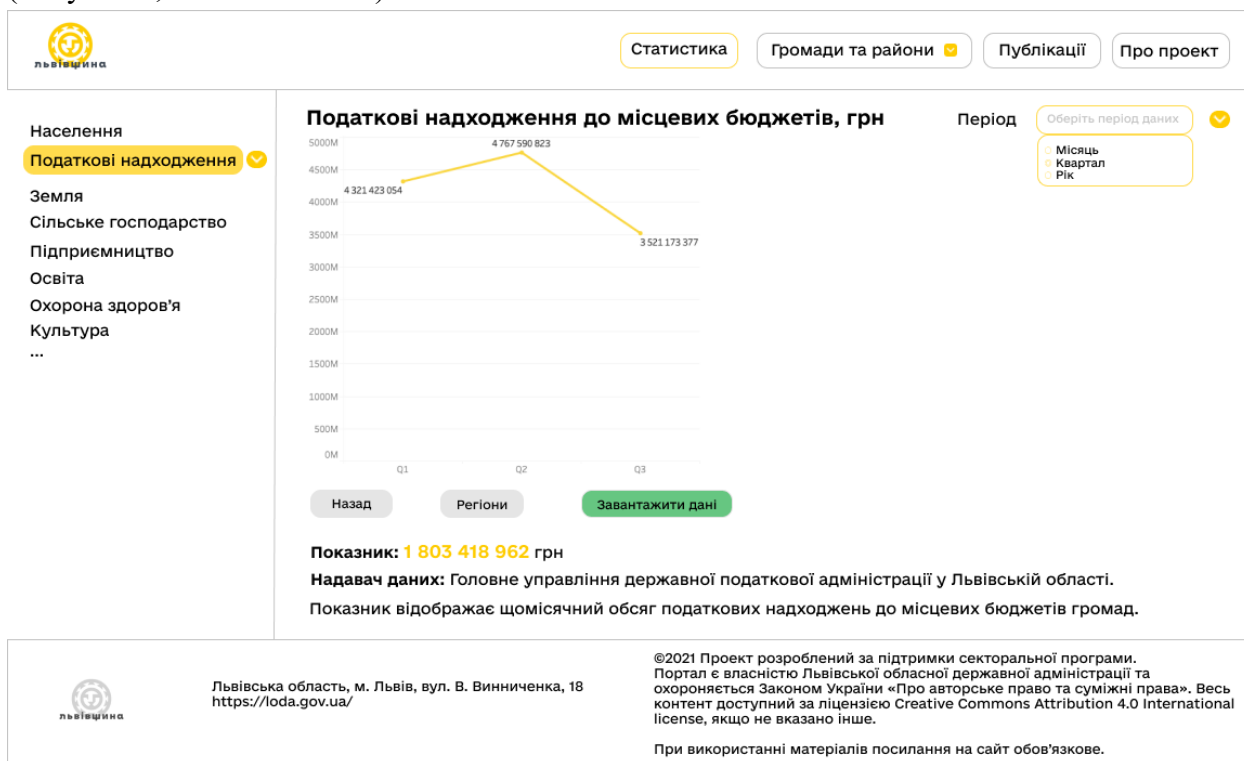 львівщина
Статистика
Громади та райони
Публікації
Про проект
Населення
Податкові надходження
Земля
Сільське господарство
Підприємництво
Освіта
Охорона здоров'я
Культура
...
Податкові надходження до місцевих бюджетів, грн
Період
Оберіть період даних
Місяць
Квартал
Рік
5000M
4500M
4000M
3500M
3000M
2500M
2000M
1500M
1000M
500M
0M
4 321 423 054
4 767 590 823
3 521 173 377
Q1
Q2
Q3
Назад
Регіони
Завантажити дані
Показник: 1 803 418 962 грн
Надавач даних: Головне управління державної податкової адміністрації у Львівській області.
Показник відображає щомісячний обсяг податкових надходжень до місцевих бюджетів громад.
львівщина
Львівська область, м. Львів, вул. В. Винниченка, 18
https://loda.gov.ua/
©2021 Проект розроблений за підтримки секторальної програми.
Портал є власністю Львівської обласної державної адміністрації та
охороняється Законом України «Про авторське право та суміжні права». Весь
контент доступний за ліцензією Creative Commons Attribution 4.0 International
license, якщо не вказано інше.
При використанні матеріалів посилання на сайт обов'язкове.